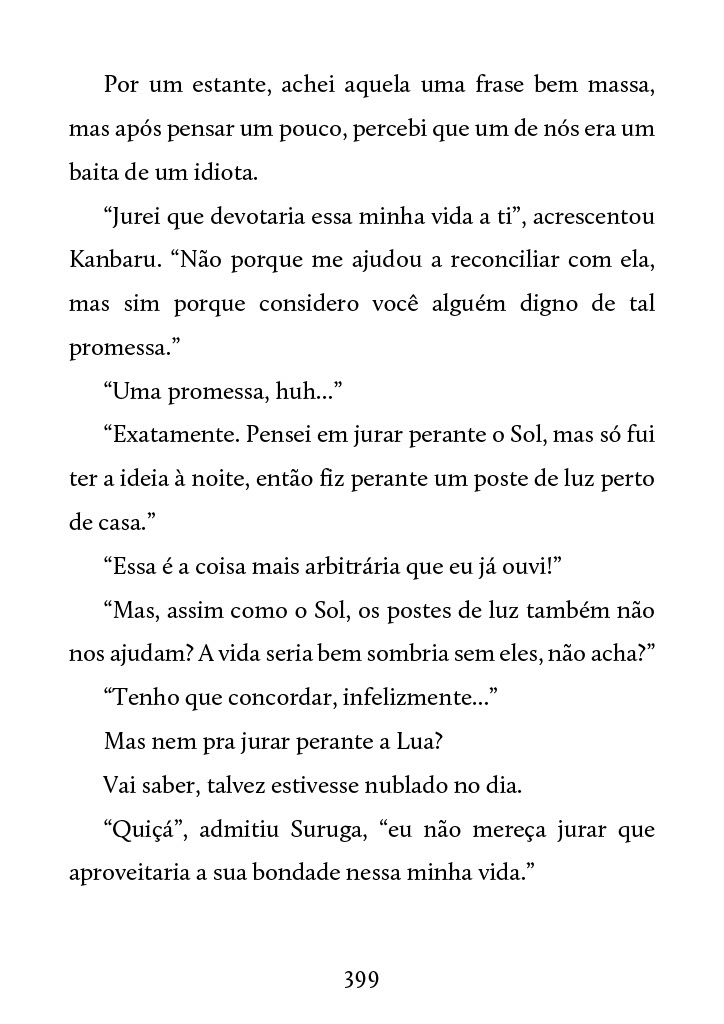 Por um estante, achei aquela uma frase bem massa,
mas após pensar um pouco, percebi que um de nós era um
baita de um idiota.
“Jurei que devotaria essa minha vida a ti”, acrescentou
Kanbaru. “Não porque me ajudou a reconciliar com ela,
mas sim porque considero você alguém digno de tal
promessa.”
“Uma promessa, huh...”
“Exatamente. Pensei em jurar perante o Sol, mas só fui
ter a ideia à noite, então fiz perante um poste de luz perto
de casa.”
“Essa é a coisa mais arbitrária que eu já ouvi!”
“Mas, assim como o Sol, os postes de luz também não
nos ajudam? A vida seria bem sombria sem eles, não acha?”
“Tenho que concordar, infelizmente...”
Mas nem pra jurar perante a Lua?
Vai saber, talvez estivesse nublado no dia.
“Quiçá”, admitiu Suruga, “eu não mereça jurar que
aproveitaria a sua bondade nessa minha vida.”
399